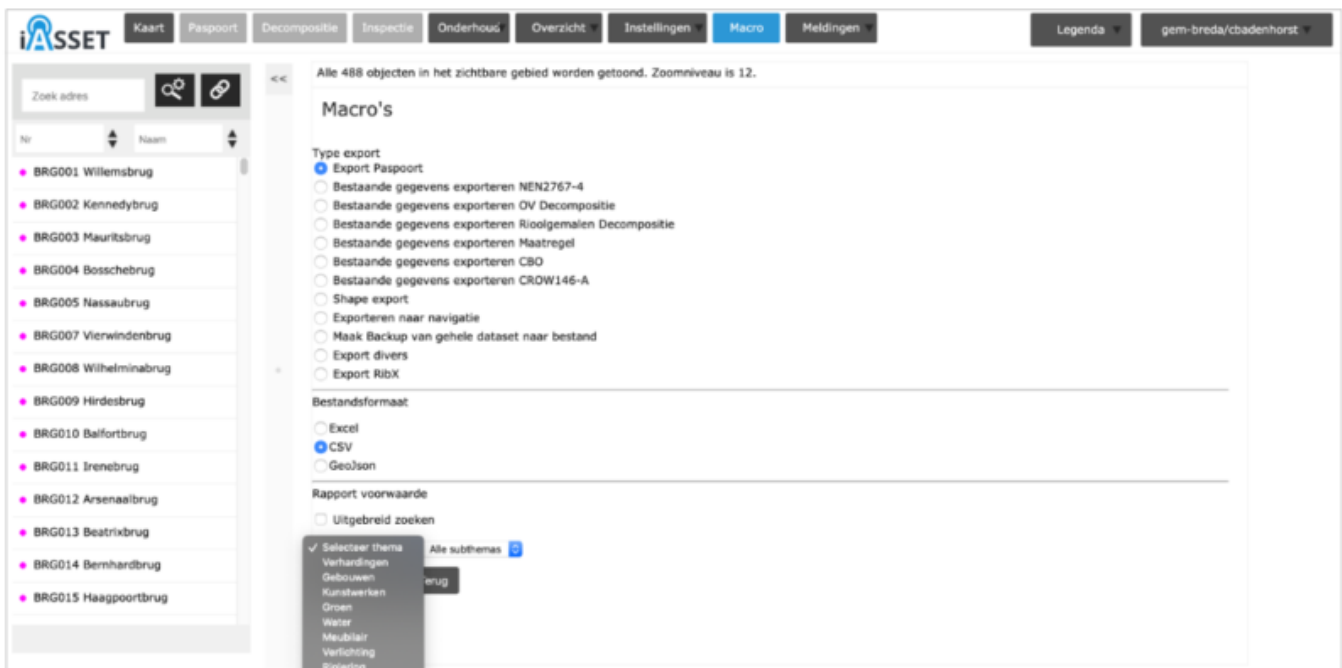 iASSET
Kaart Paspoort Decompositie Inspectie Onderhoud Overzicht Instellingen Macro Meldingen Legenda gem-breda/cbadenhorst
Zoek adres
<<
Alle 488 objecten in het zichtbare gebied worden getoond. Zoomniveau is 12.
Nr Naam
BRG001 Willemsbrug
BRG002 Kennedybrug
BRG003 Mauritsbrug
BRG004 Bosschebrug
BRG005 Nassaubrug
BRG007 Vierwindenbrug
BRG008 Wilhelminabrug
BRG009 Hirdesbrug
BRG010 Balfortbrug
BRG011 Irenebrug
BRG012 Arsenaalbrug
BRG013 Beatrixbrug
BRG014 Bernhardbrug
BRG015 Haagpoortbrug
Macro's
Type export
Export Paspoort
Bestaande gegevens exporteren NEN2767-4
Bestaande gegevens exporteren OV Decompositie
Bestaande gegevens exporteren Rioolgemalen Decompositie
Bestaande gegevens exporteren Maatregel
Bestaande gegevens exporteren CBO
Bestaande gegevens exporteren CROW146-A
Shape export
Exporteren naar navigatie
Maak Backup van gehele dataset naar bestand
Export divers
Export RibX
Bestandsformaat
Excel
CSV
GeoJson
Rapport voorwaarde
Uitgebreid zoeken
Selecteer thema Alle subthemas
Verhardingen
Gebouwen
Kunstwerken
Groen
Water
Meubilair
Verlichting